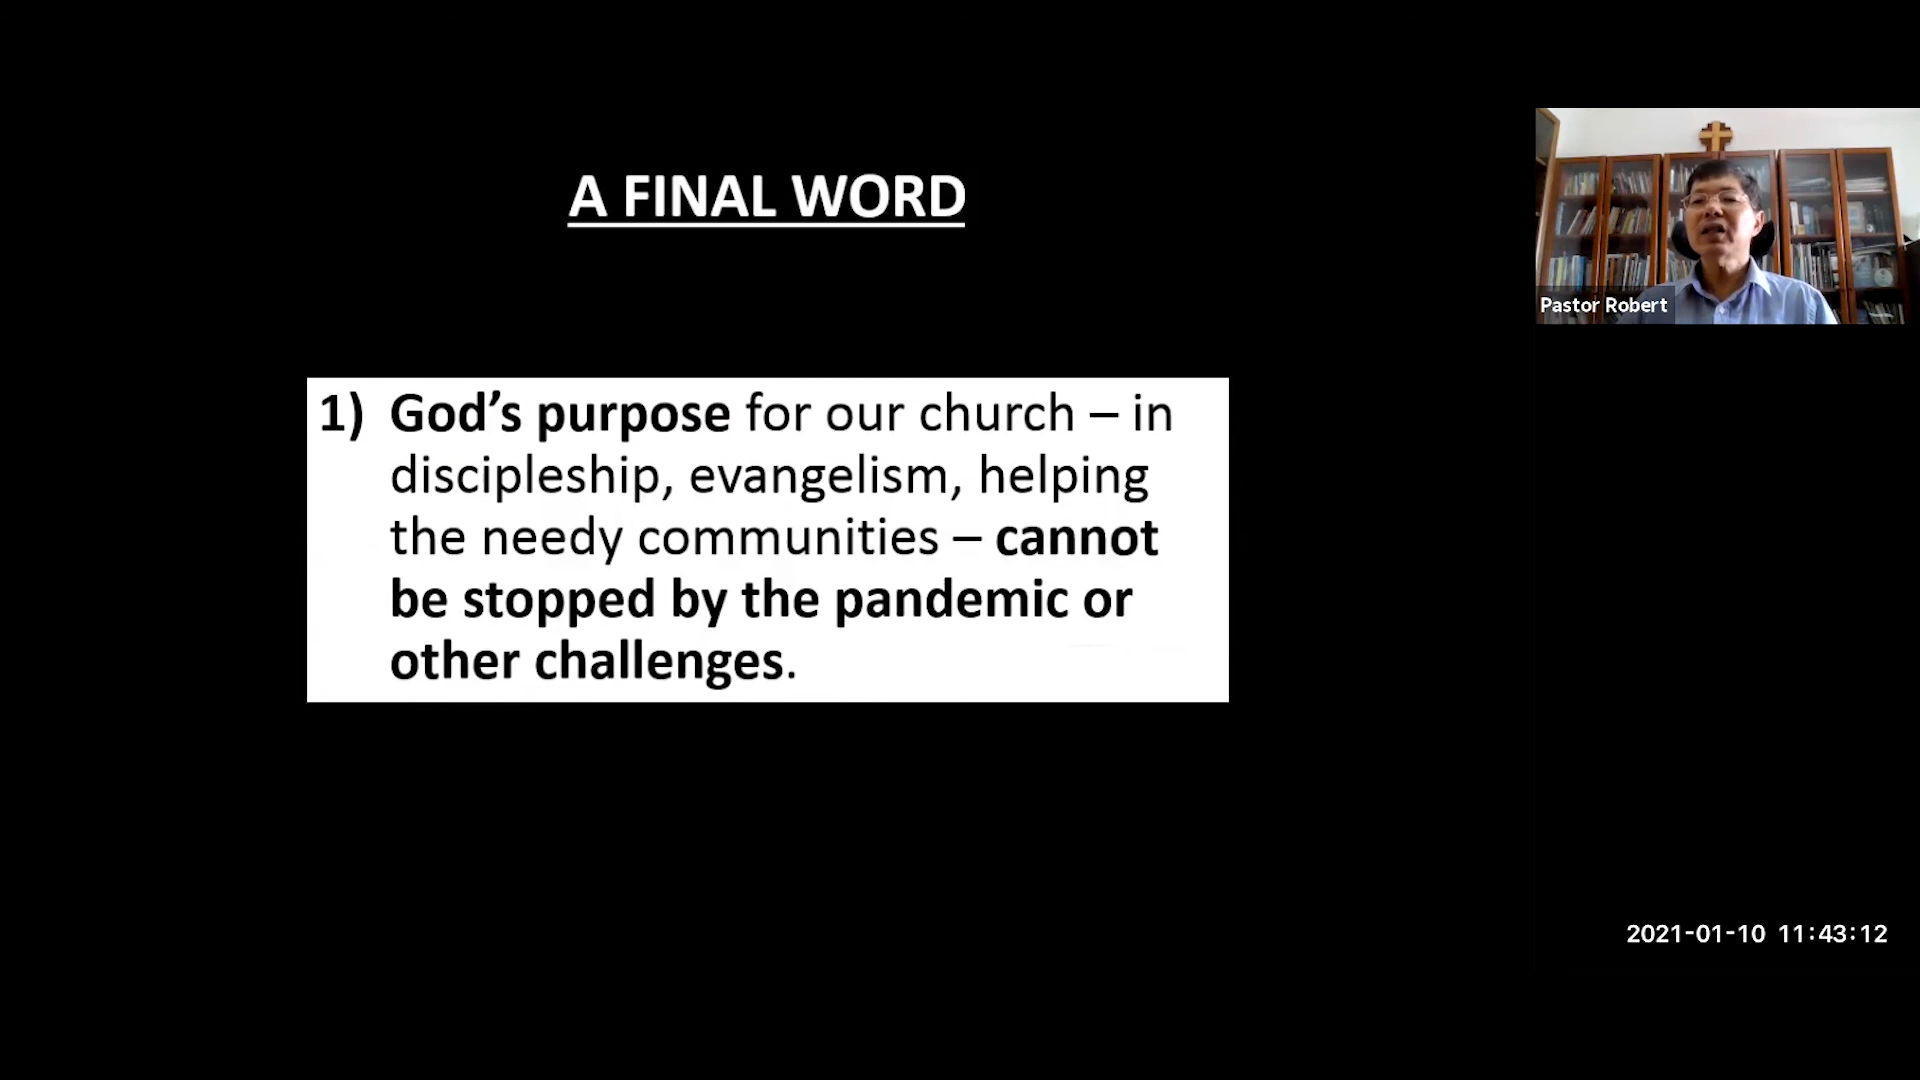 A FINAL WORD
1) God’s purpose for our church – in
discipleship, evangelism, helping
the needy communities – cannot
be stopped by the pandemic or
other challenges.
Pastor Robert
2021-01-10 11:43:12